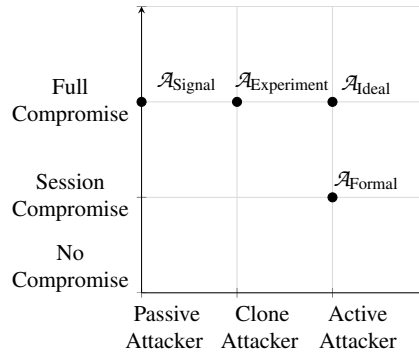 Full
Compromise
𝒜Signal
𝒜Experiment
𝒜Ideal
Session
Compromise
𝒜Formal
No
Compromise
Passive
Attacker
Clone
Attacker
Active
Attacker